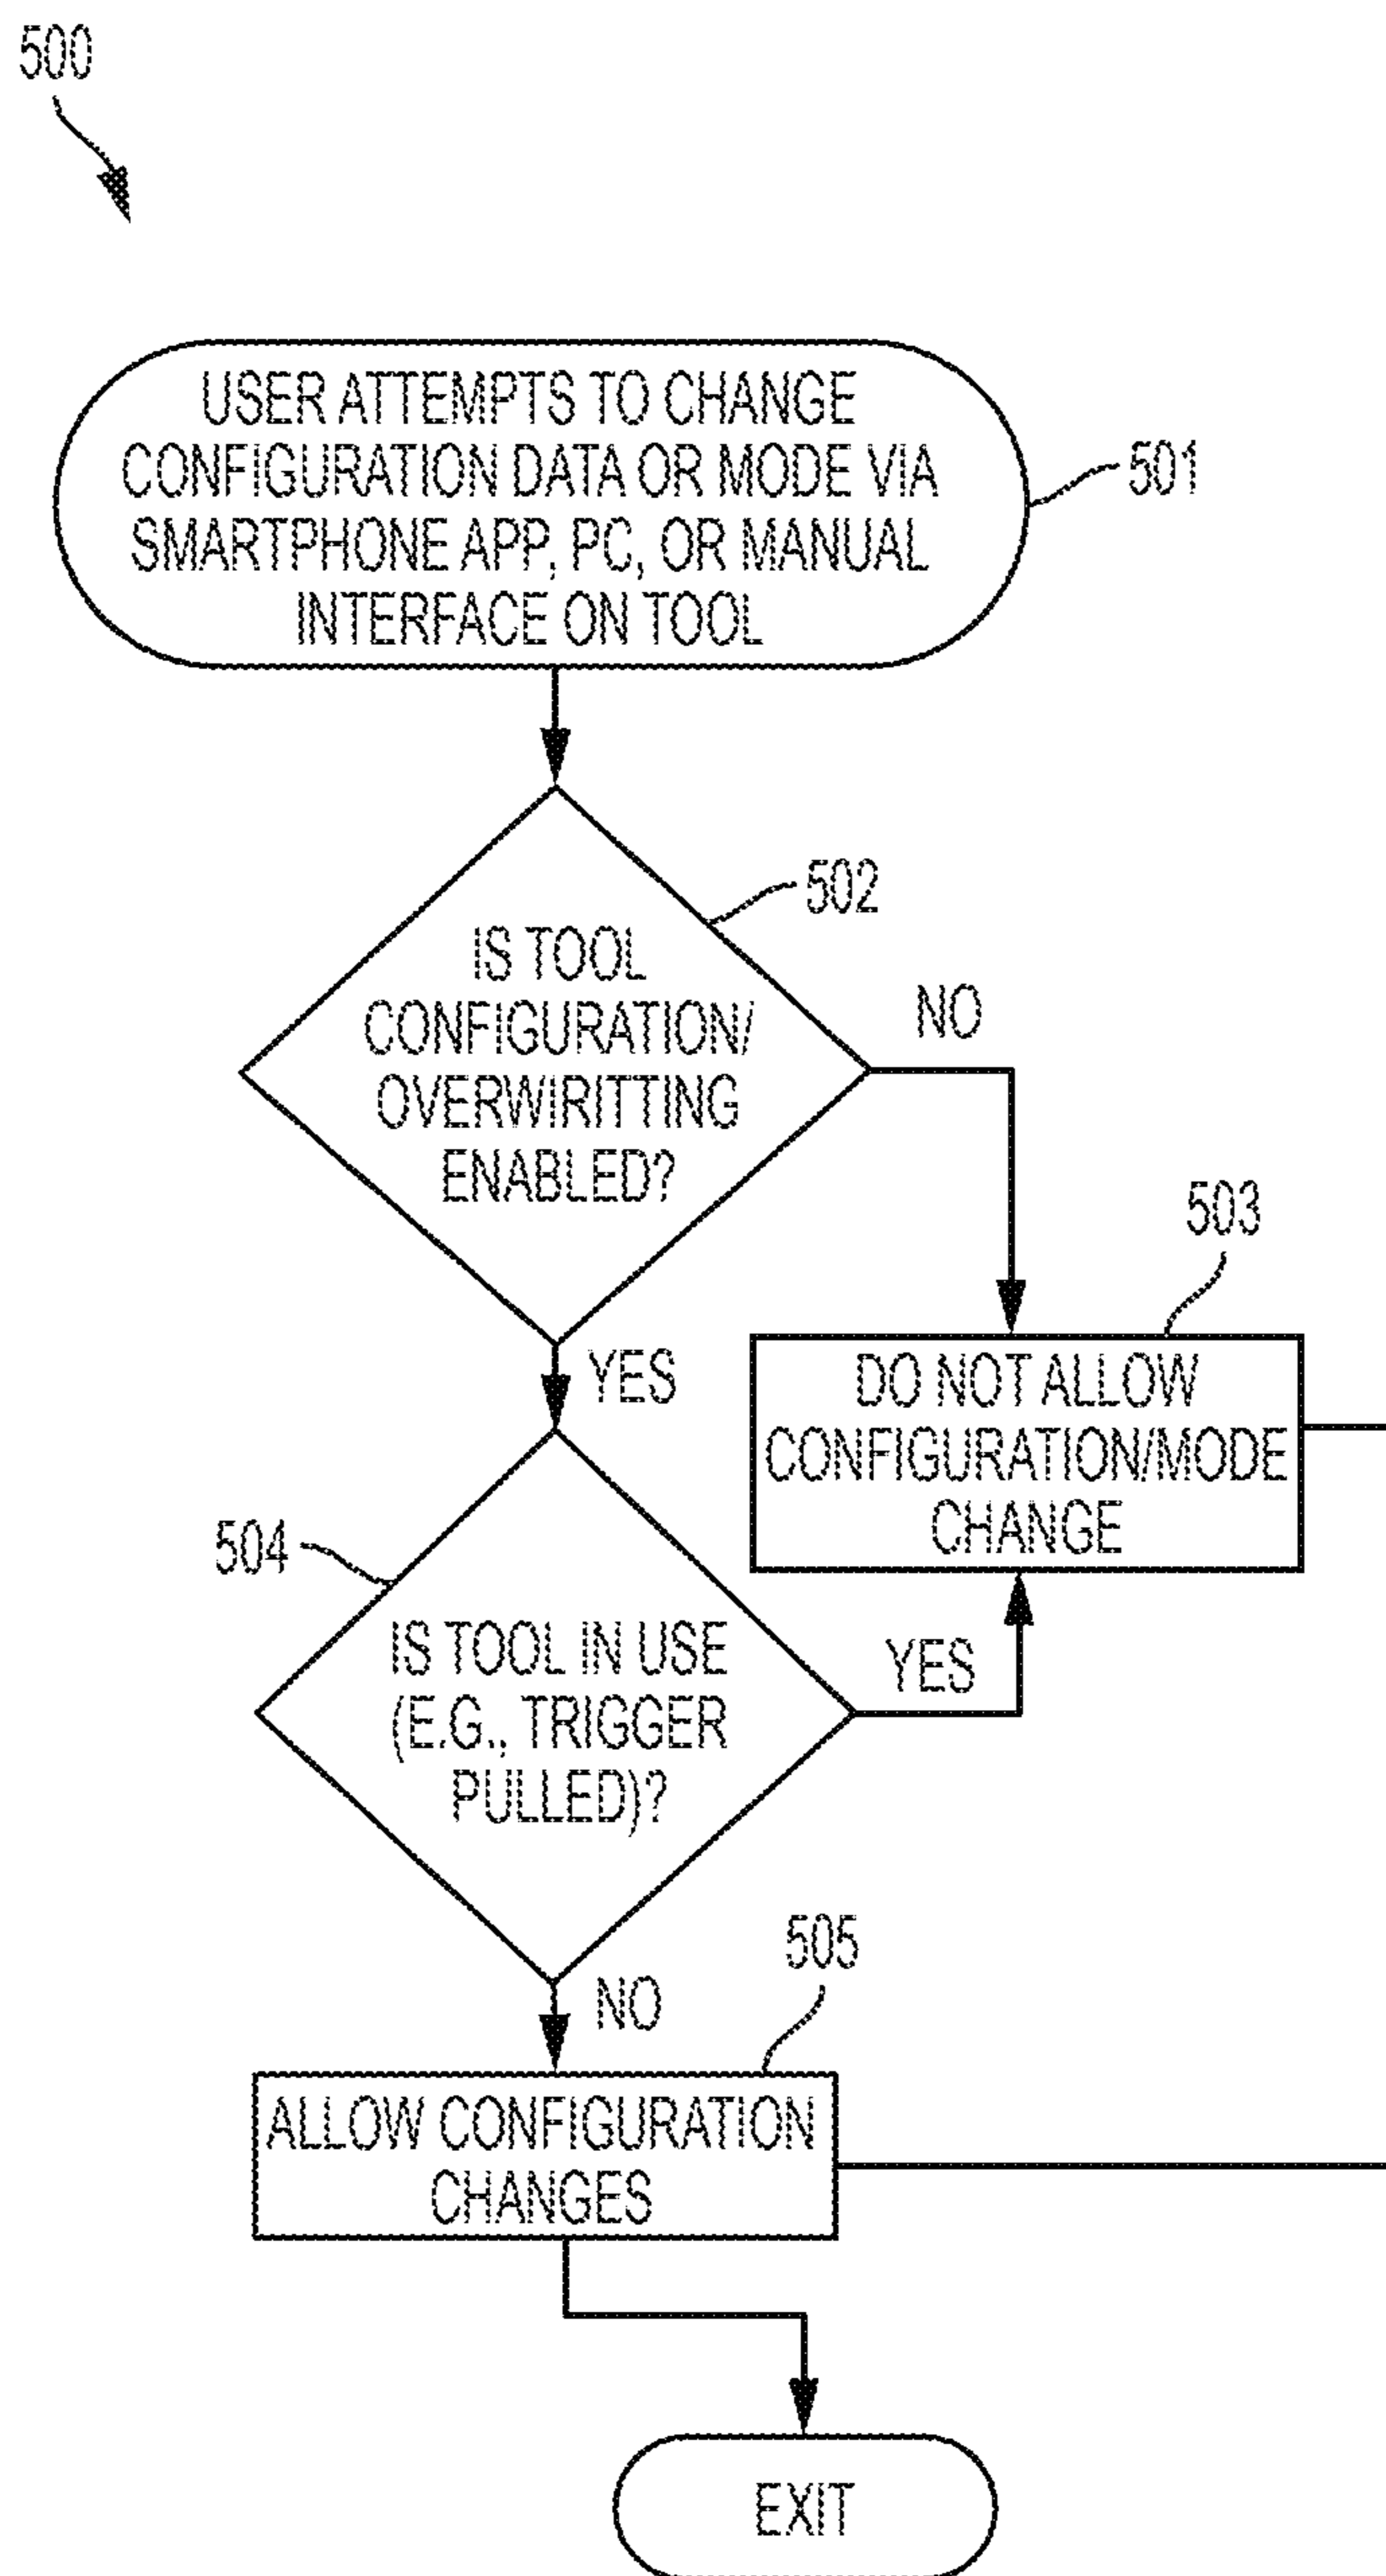 500
USER ATTEMPTS TO CHANGE
CONFIGURATION DATA OR MODE VIA
SMARTPHONE APP, PC, OR MANUAL
INTERFACE ON TOOL
501
502
IS TOOL
CONFIGURATION/
OVERWIRITTING
ENABLED?
NO
YES
503
DO NOT ALLOW
CONFIGURATION/MODE
CHANGE
504
IS TOOL IN USE
(E.G., TRIGGER
PULLED)?
YES
NO
505
ALLOW CONFIGURATION
CHANGES
EXIT